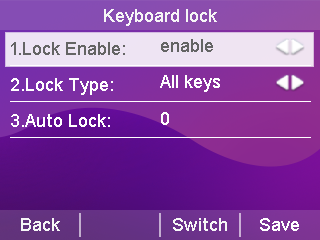 Keyboard lock
1.Lock Enable: enable
2.Lock Type: All keys
3.Auto Lock: 0
Back Switch Save